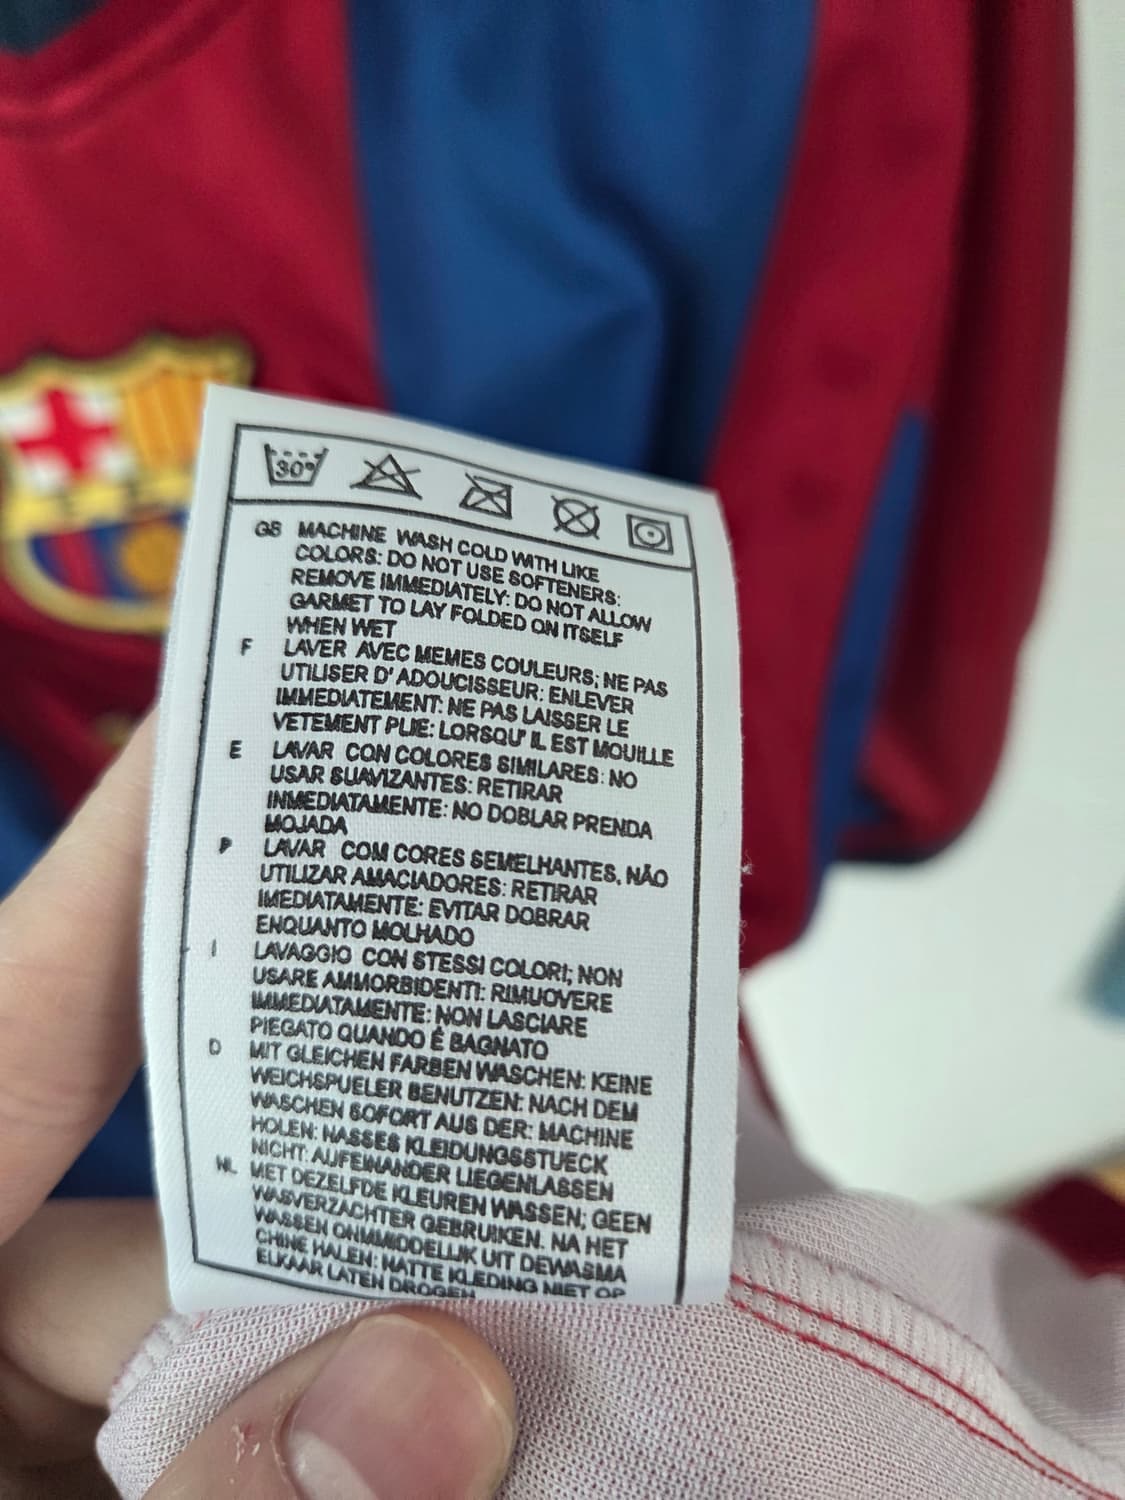 30°
GB MACHINE WASH COLD WITH LIKE
COLORS: DO NOT USE SOFTENERS:
REMOVE IMMEDIATELY: DO NOT ALLOW
GARMET TO LAY FOLDED ON ITSELF
WHEN WET
F LAVER AVEC MEMES COULEURS; NE PAS
UTILISER D' ADOUCISSEUR: ENLEVER
IMMEDIATEMENT: NE PAS LAISSER LE
VETEMENT PLIE: LORSQU' IL EST MOUILLE
E LAVAR CON COLORES SIMILARES: NO
USAR SUAVIZANTES: RETIRAR
INMEDIATAMENTE: NO DOBLAR PRENDA
MOJADA
P LAVAR COM CORES SEMELHANTES, NÃO
UTILIZAR AMACIADORES: RETIRAR
IMEDIATAMENTE: EVITAR DOBRAR
ENQUANTO MOLHADO
I LAVAGGIO CON STESSI COLORI; NON
USARE AMMORBIDENTI: RIMUOVERE
IMMEDIATAMENTE: NON LASCIARE
PIEGATO QUANDO É BAGNATO
D MIT GLEICHEN FARBEN WASCHEN: KEINE
WEICHSPUELER BENUTZEN: NACH DEM
WASCHEN SOFORT AUS DER: MACHINE
HOLEN: NASSES KLEIDUNGSSTUECK
NICHT: AUFEINANDER LIEGENLASSEN
NL MET DEZELFDE KLEUREN WASSEN; GEEN
WASVERZACHTER GEBRUIKEN. NA HET
WASSEN ONMMIDDELLIJK UIT DEWASMA
CHINE HALEN: NATTE KLEDING NIET OP
ELKAAR LATEN DROGEN